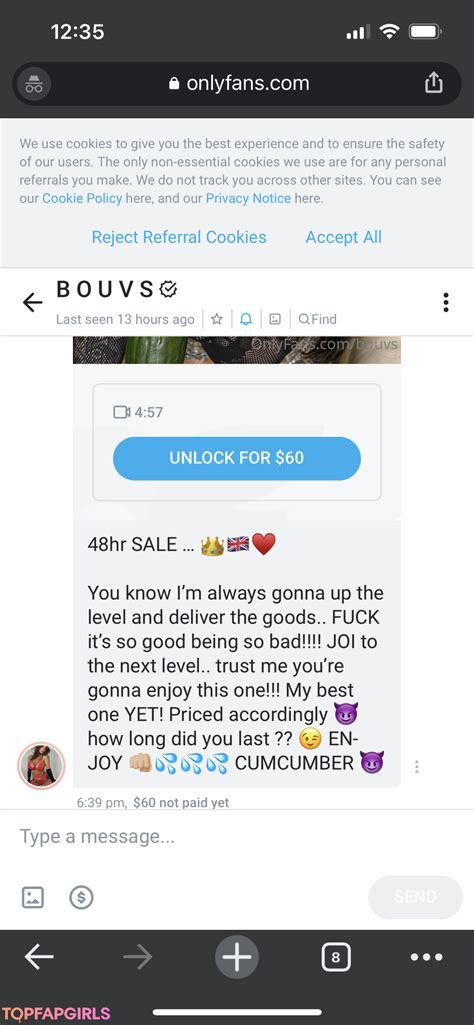 12:35
onlyfans.com
We use cookies to give you the best experience and to ensure the safety
of our users. The only non-essential cookies we use are for any personal
referrals you make. We do not track you across other sites. You can see
our Cookie Policy here, and our Privacy Notice here.
Reject Referral Cookies Accept All
B O U V S
Last seen 13 hours ago Find
OnlyFans.com/bouvs
4:57
UNLOCK FOR $60
48hr SALE ... 👑🇬🇧♥️
You know I’m always gonna up the
level and deliver the goods.. FUCK
it’s so good being so bad!!!! JOI to
the next level.. trust me you’re
gonna enjoy this one!!! My best
one YET! Priced accordingly 😈
how long did you last ?? 😉 EN-
JOY 👊🏼💦💦💦 CUMCUMBER 😈
6:39 pm, $60 not paid yet
Type a message...
SEND
8
TOPFAPGIRLS